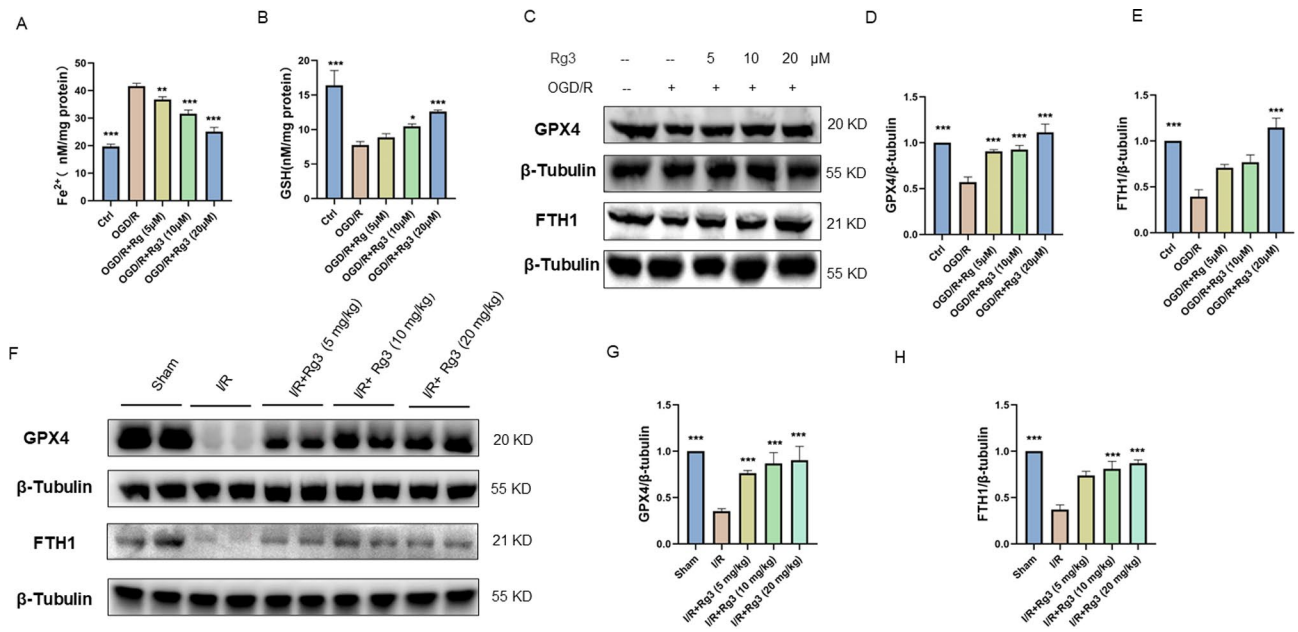 A
Fe²⁺( nM/mg protein)
50
40
30
20
10
0
***
**
***
***
Ctrl
OGD/R
OGD/R+Rg (5μM)
OGD/R+Rg3 (10μM)
OGD/R+Rg3 (20μM)
B
GSH(nM/mg protein)
20
15
10
5
0
***
*
***
Ctrl
OGD/R
OGD/R+Rg (5μM)
OGD/R+Rg3 (10μM)
OGD/R+Rg3 (20μM)
C
Rg3 -- -- 5 10 20 μM
OGD/R -- + + + +
GPX4 20 KD
β-Tubulin 55 KD
FTH1 21 KD
β-Tubulin 55 KD
D
GPX4/β-tubulin
1.5
1.0
0.5
0.0
***
***
***
***
Ctrl
OGD/R
OGD/R+Rg (5μM)
OGD/R+Rg3 (10μM)
OGD/R+Rg3 (20μM)
E
FTH1/β-tubulin
1.5
1.0
0.5
0.0
***
***
Ctrl
OGD/R
OGD/R+Rg (5μM)
OGD/R+Rg3 (10μM)
OGD/R+Rg3 (20μM)
F
Sham
I/R
I/R+Rg3 (5 mg/kg)
I/R+ Rg3 (10 mg/kg)
I/R+ Rg3 (20 mg/kg)
GPX4 20 KD
β-Tubulin 55 KD
FTH1 21 KD
β-Tubulin 55 KD
G
GPX4/β-tubulin
1.5
1.0
0.5
0.0
***
***
***
***
Sham
I/R
I/R+Rg3 (5 mg/kg)
I/R+Rg3 (10 mg/kg)
I/R+Rg3 (20 mg/kg)
H
FTH1/β-tubulin
1.5
1.0
0.5
0.0
***
***
***
Sham
I/R
I/R+Rg3 (5 mg/kg)
I/R+Rg3 (10 mg/kg)
I/R+Rg3 (20 mg/kg)